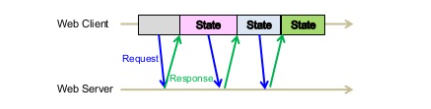 Web Client
State
State
State
Request
Response
Web Server